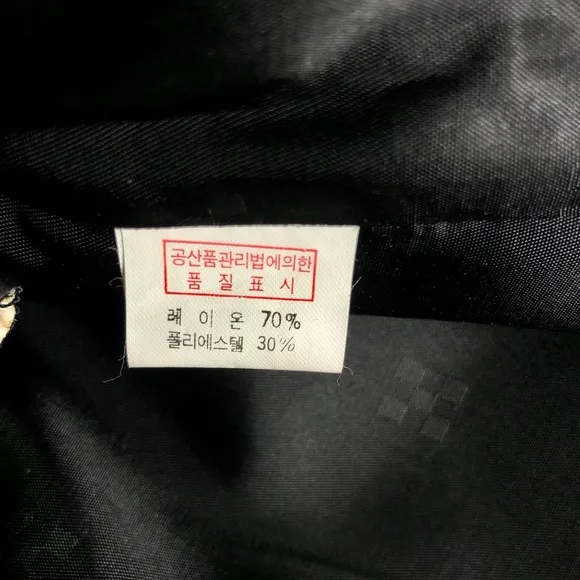 공산품관리법에의한
품 질 표 시
레 이 온 70%
폴리에스텔 30%